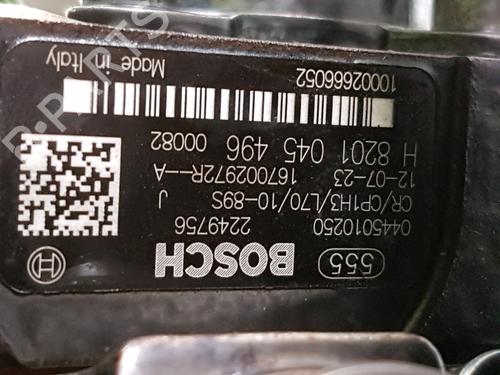 555 BOSCH
0445010250 2249756
CR/CP1H3/L70/10-89S J
12-07-23 167002972R--A
H 8201 045 496 00082
10002666052 Made in Italy
B-PARTS